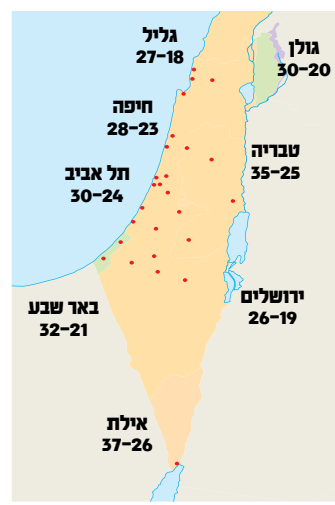 גליל
27-18
גולן
30-20
חיפה
28-23
טבריה
35-25
תל אביב
30-24
ירושלים
26-19
באר שבע
32-21
אילת
37-26